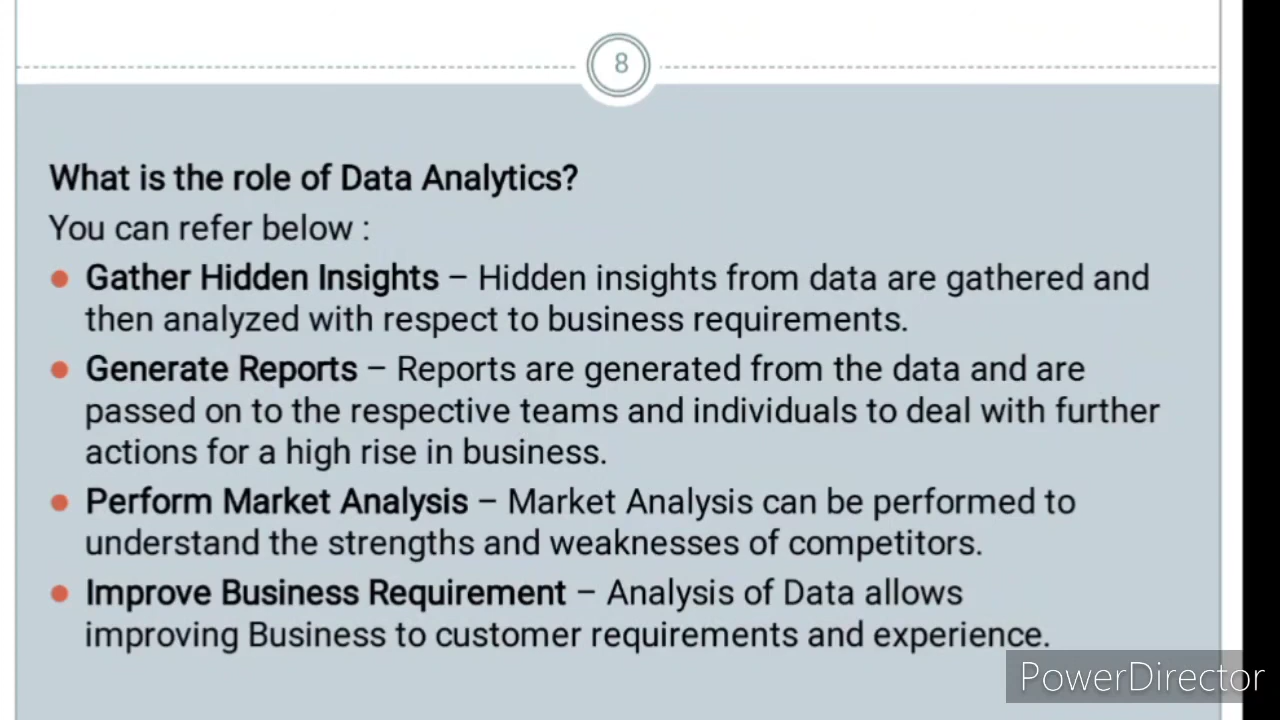 8
What is the role of Data Analytics?
You can refer below :
Gather Hidden Insights – Hidden insights from data are gathered and
then analyzed with respect to business requirements.
Generate Reports – Reports are generated from the data and are
passed on to the respective teams and individuals to deal with further
actions for a high rise in business.
Perform Market Analysis – Market Analysis can be performed to
understand the strengths and weaknesses of competitors.
Improve Business Requirement – Analysis of Data allows
improving Business to customer requirements and experience.
PowerDirector